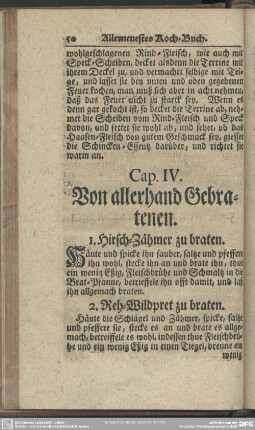 50 Allerneuestes Koch-Buch.
wohlgeschlagenen Rind-Fleisch, wie auch mit
Speck-Scheiben, decket alsdenn die Terrine mit
ihrem Deckel zu, und vermachet selbige mit Tei-
ge, und lasset sie bey unten und oben gegebenem
Feuer kochen, man muß sich aber in acht nehmen,
daß das Feuer nicht zu starck sey. Wenn es
denn gar gekocht ist, so decket die Terrine ab, neh-
met die Scheiben vom Rind-Fleisch und Speck
davon, und fettet sie wohl ab, und sehet, ob das
Haasen-Fleisch von gutem Geschmack sey, giesset
die Schincken-Essentz darüber, und richtet sie
warm an.
Cap. IV.
Von allerhand Gebra-
tenen.
1. Hirsch-Zähmer zu braten.
Häute und spicke ihn sauber, saltze und pfeffere
ihn wohl, stecke ihn an und brate ihn, thue
ein wenig Eßig, Fleischbrühe und Schmaltz in die
Brat-Pfanne, betreiffele ihn offt damit, und laß
ihn allgemach braten.
2. Reh-Wildpret zu braten.
Häute die Schlägel und Zähmer, spicke, saltze
und pfeffere sie, stecke es an und brate es allge-
mach, betreiffele es wohl, indessen thue Fleischbrü-
he und ein wenig Eßig in einen Tiegel, brenne ein
wenig